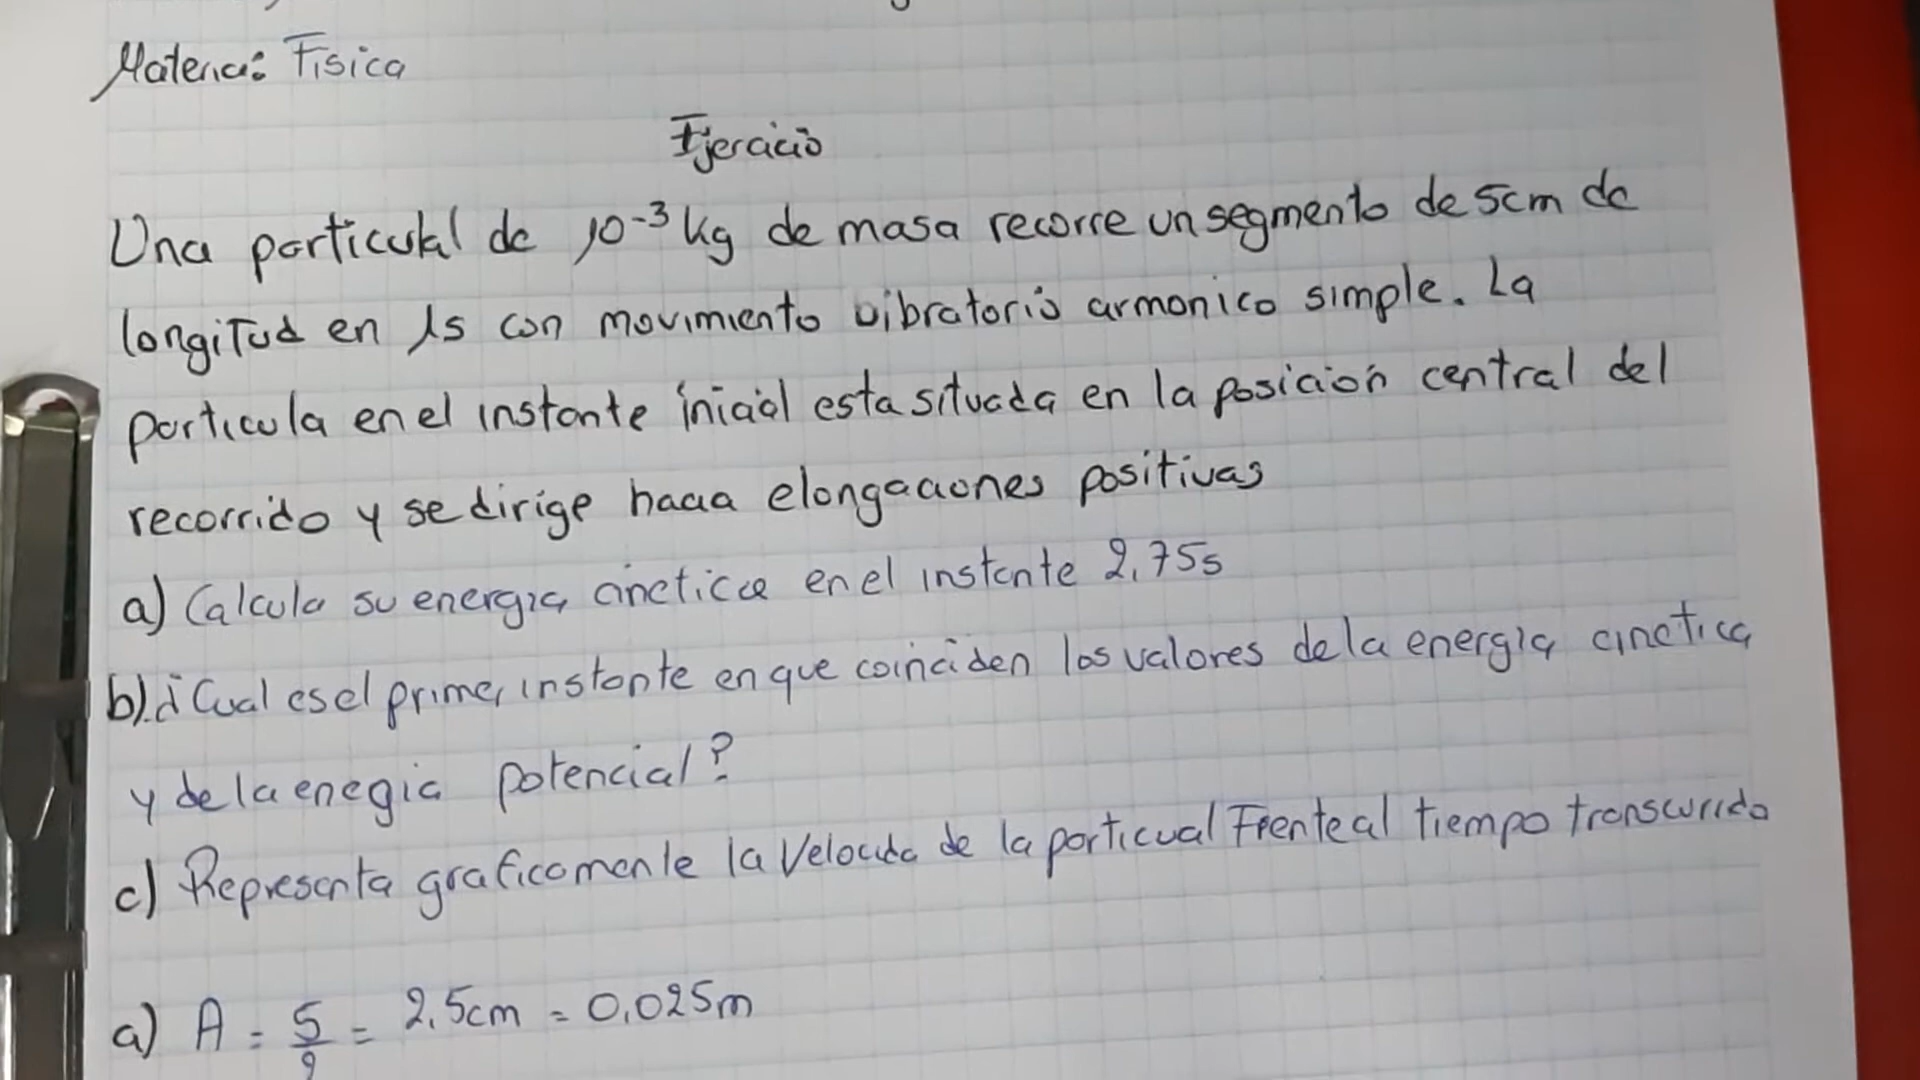 Materia: Fisica
Ejercicio
Una particulal de 10-3 kg de masa recorre un segmento de 5cm de
longitud en 1s con movimiento vibratorio armonico simple. La
particula en el instante inicial esta situada en la posicion central del
recorrido y se dirige hacia elongaciones positivas
a) Calcula su energia cinetica en el instante 2,75s
b). ¿Cual es el primer instante en que coinciden los valores de la energia cinetica
y de la enegia potencial?
c) Representa graficamente la Velocida de la particual Frente al tiempo transcurrido
a) A = 5/2 = 2,5cm = 0,025m